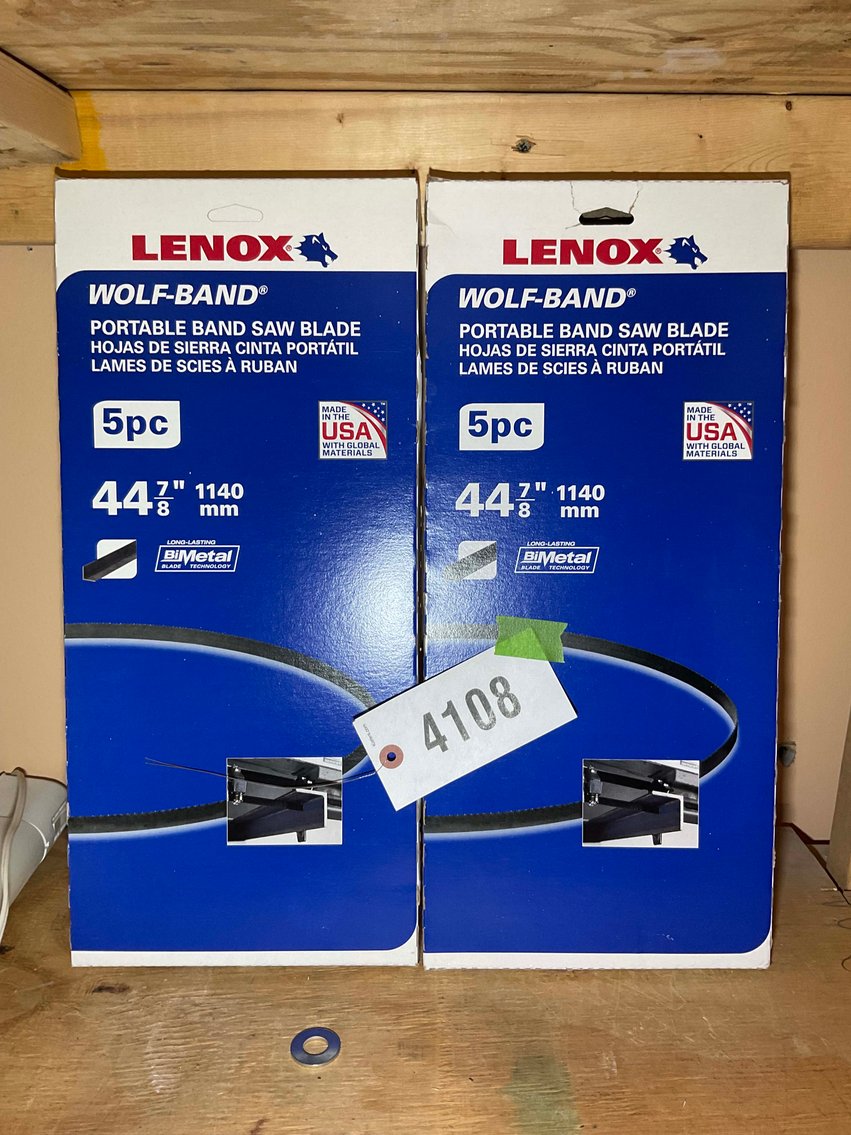 LENOX®
WOLF-BAND®
PORTABLE BAND SAW BLADE
HOJAS DE SIERRA CINTA PORTÁTIL
LAMES DE SCIES À RUBAN
5pc
MADE
IN THE
USA™
WITH GLOBAL
MATERIALS
44 7/8" 1140
mm
LONG-LASTING
BiMetal
BLADE TECHNOLOGY
LENOX®
WOLF-BAND®
PORTABLE BAND SAW BLADE
HOJAS DE SIERRA CINTA PORTÁTIL
LAMES DE SCIES À RUBAN
5pc
MADE
IN THE
USA™
WITH GLOBAL
MATERIALS
44 7/8" 1140
mm
LONG-LASTING
BiMetal
BLADE TECHNOLOGY
4108